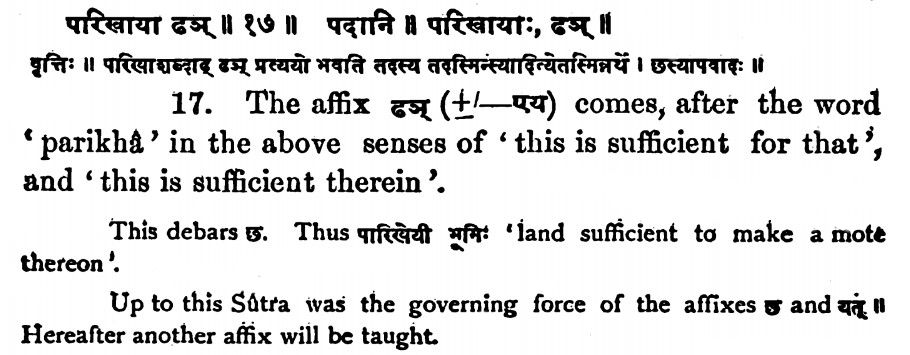 परिखाया ढञ् ॥ १७ ॥ पदानि ॥ परिखायाः, ढञ् ॥
वृत्तिः ॥ परिखाशब्दाद् ढञ् प्रत्ययो भवति तदस्य तदस्मिन्स्यादित्येतस्मिन्नर्थे । छस्यापवादः ॥
17. The affix ढञ् (+̱/—एय) comes, after the word
‘parikhâ’ in the above senses of ‘this is sufficient for that’,
and ‘this is sufficient therein’.
This debars छ. Thus पारिखेयी भूमिः ‘land sufficient to make a mote
thereon’.
Up to this Sûtra was the governing force of the affixes छ and यत् ॥
Hereafter another affix will be taught.